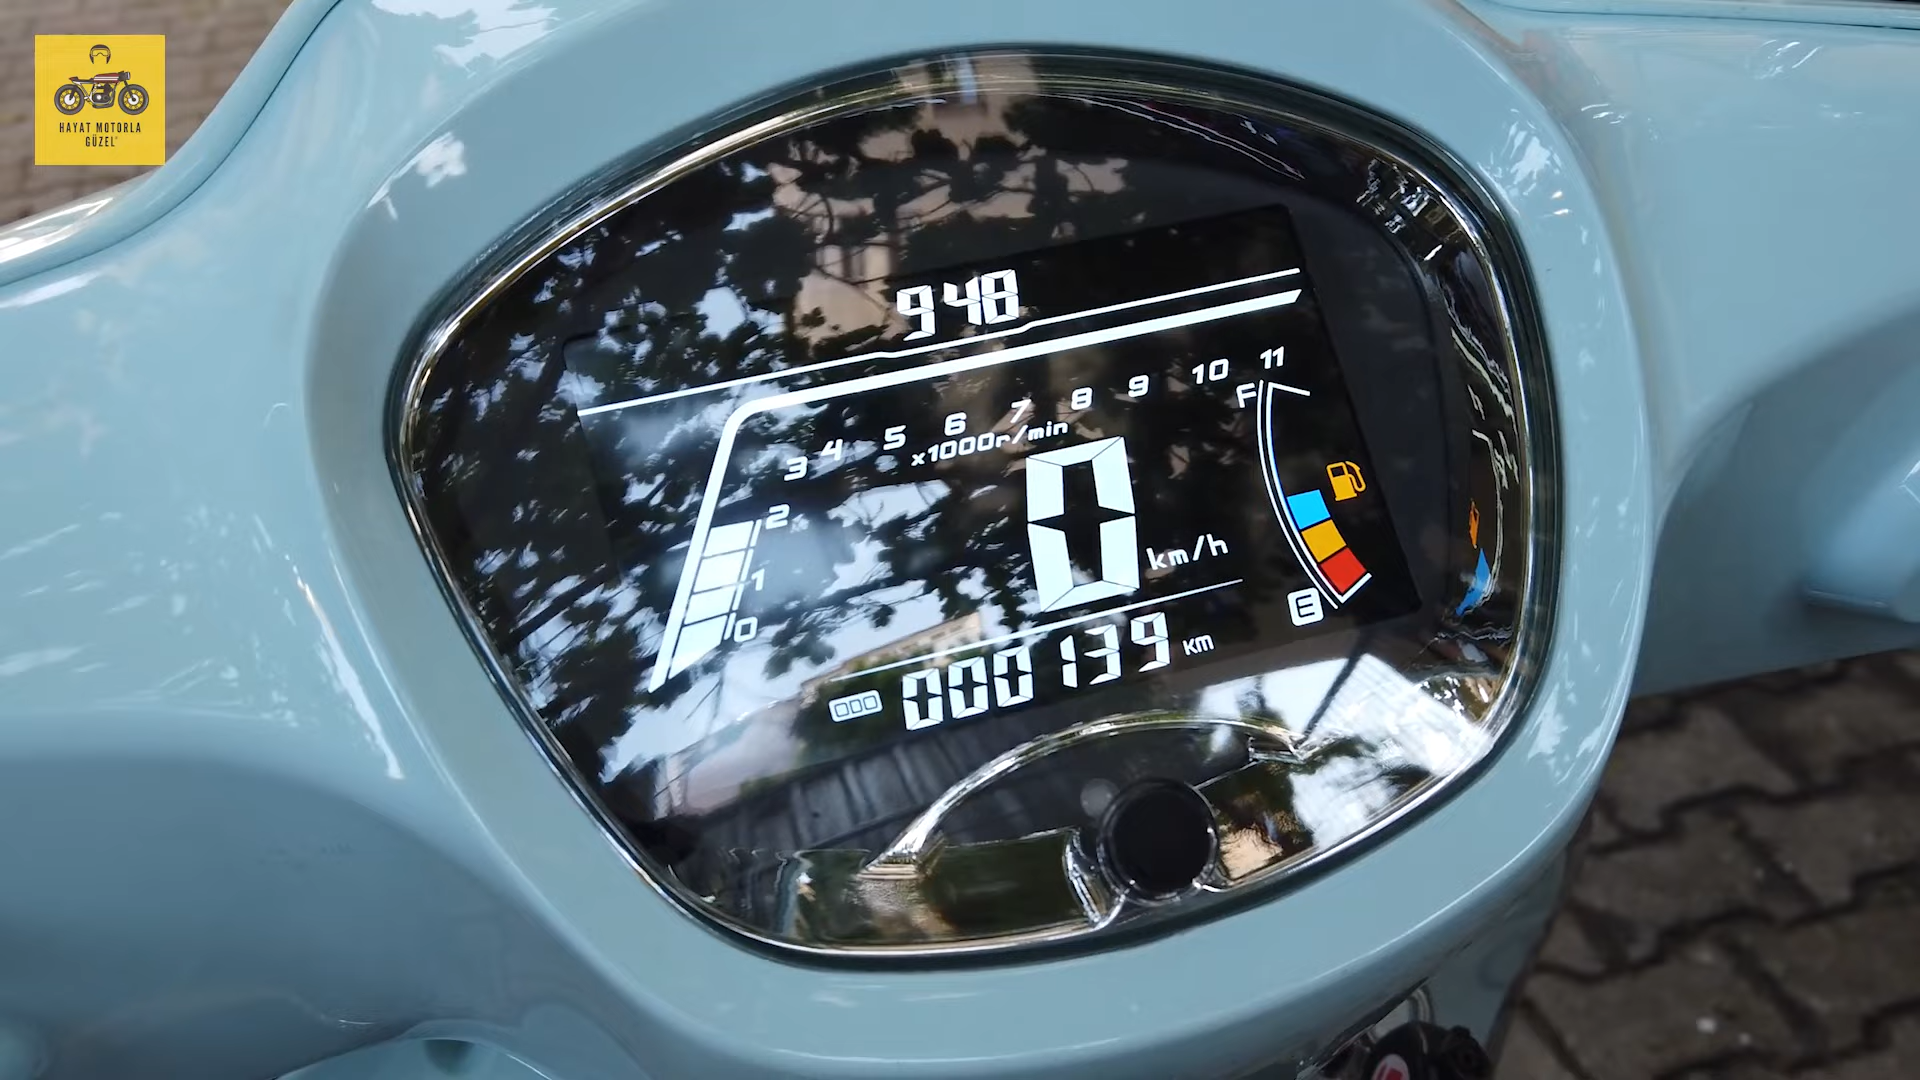 HAYAT MOTORLA
GÜZEL
948
3 4 5 6 7 8 9 10 11
x1000r/min
F
2
1
0
0 km/h
E
000139 KM